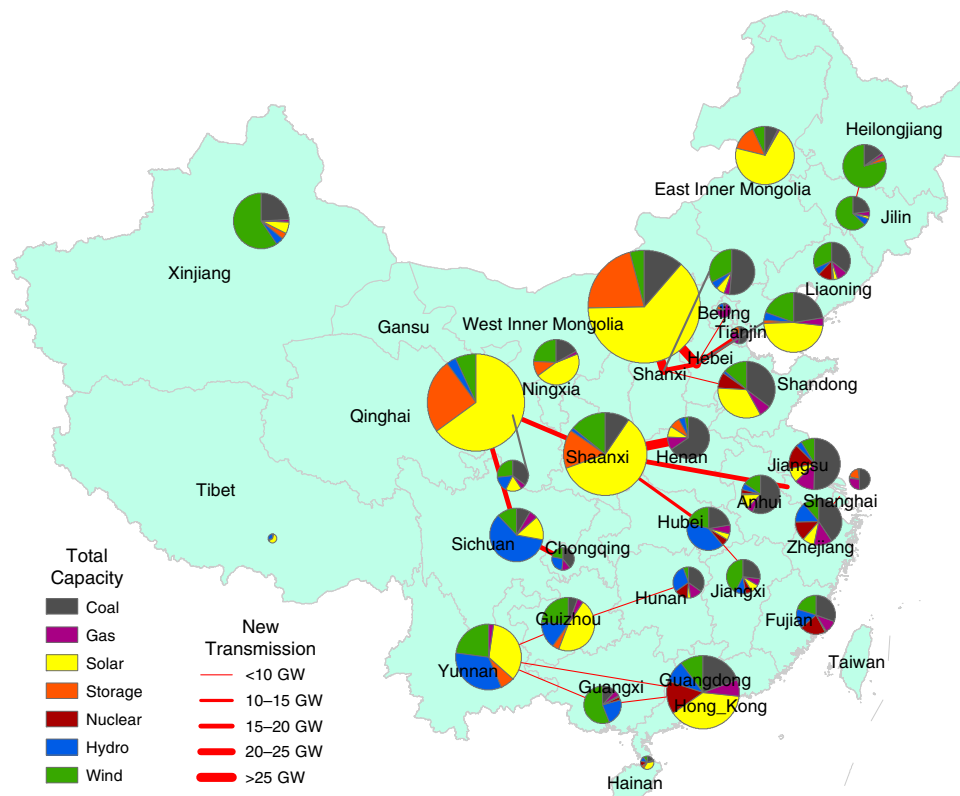 Heilongjiang
East Inner Mongolia
Jilin
Xinjiang
Liaoning
Beijing
Gansu
West Inner Mongolia
Tianjin
Hebei
Shanxi
Ningxia
Shandong
Qinghai
Shaanxi
Henan
Jiangsu
Tibet
Anhui
Shanghai
Hubei
Sichuan
Chongqing
Zhejiang
Hunan
Jiangxi
Guizhou
Fujian
Taiwan
Yunnan
Guangxi
Guangdong
Hong_Kong
Hainan
Total
Capacity
Coal
Gas
Solar
Storage
Nuclear
Hydro
Wind
New
Transmission
<10 GW
10–15 GW
15–20 GW
20–25 GW
>25 GW